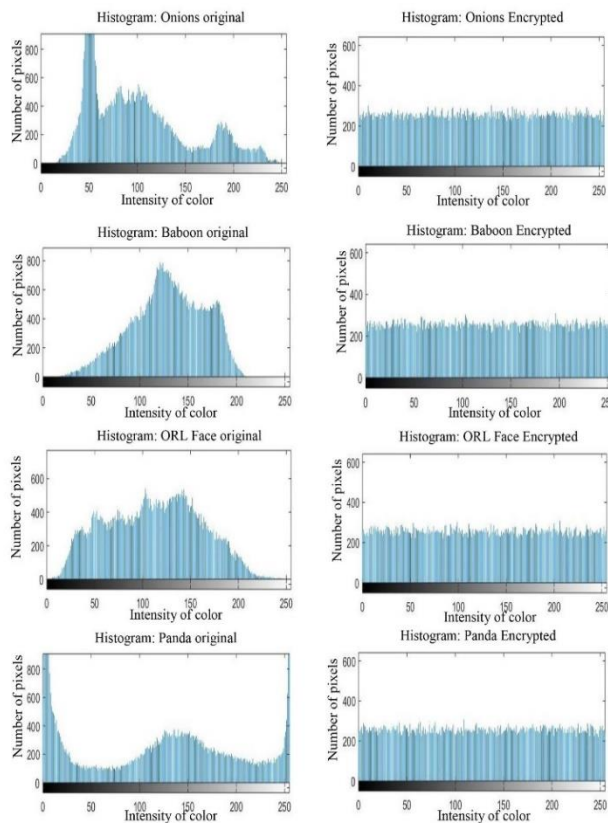 Histogram: Onions original
Number of pixels
800
600
400
200
0
0 50 100 150 200 250
Intensity of color
Histogram: Onions Encrypted
Number of pixels
600
400
200
0
0 50 100 150 200 250
Intensity of color
Histogram: Baboon original
Number of pixels
800
600
400
200
0
0 50 100 150 200 250
Intensity of color
Histogram: Baboon Encrypted
Number of pixels
600
400
200
0
0 50 100 150 200 250
Intensity of color
Histogram: ORL Face original
Number of pixels
600
400
200
0
0 50 100 150 200 250
Intensity of color
Histogram: ORL Face Encrypted
Number of pixels
600
400
200
0
0 50 100 150 200 250
Intensity of color
Histogram: Panda original
Number of pixels
800
600
400
200
0
0 50 100 150 200 250
Intensity of color
Histogram: Panda Encrypted
Number of pixels
600
400
200
0
0 50 100 150 200 250
Intensity of color